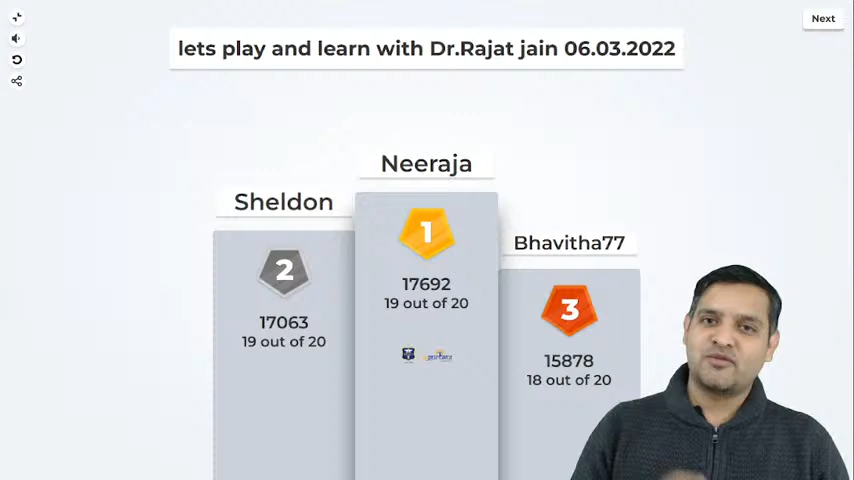 Next
lets play and learn with Dr.Rajat jain 06.03.2022
Neeraja
Sheldon
Bhavitha77
1
17692
19 out of 20
2
17063
19 out of 20
3
15878
18 out of 20